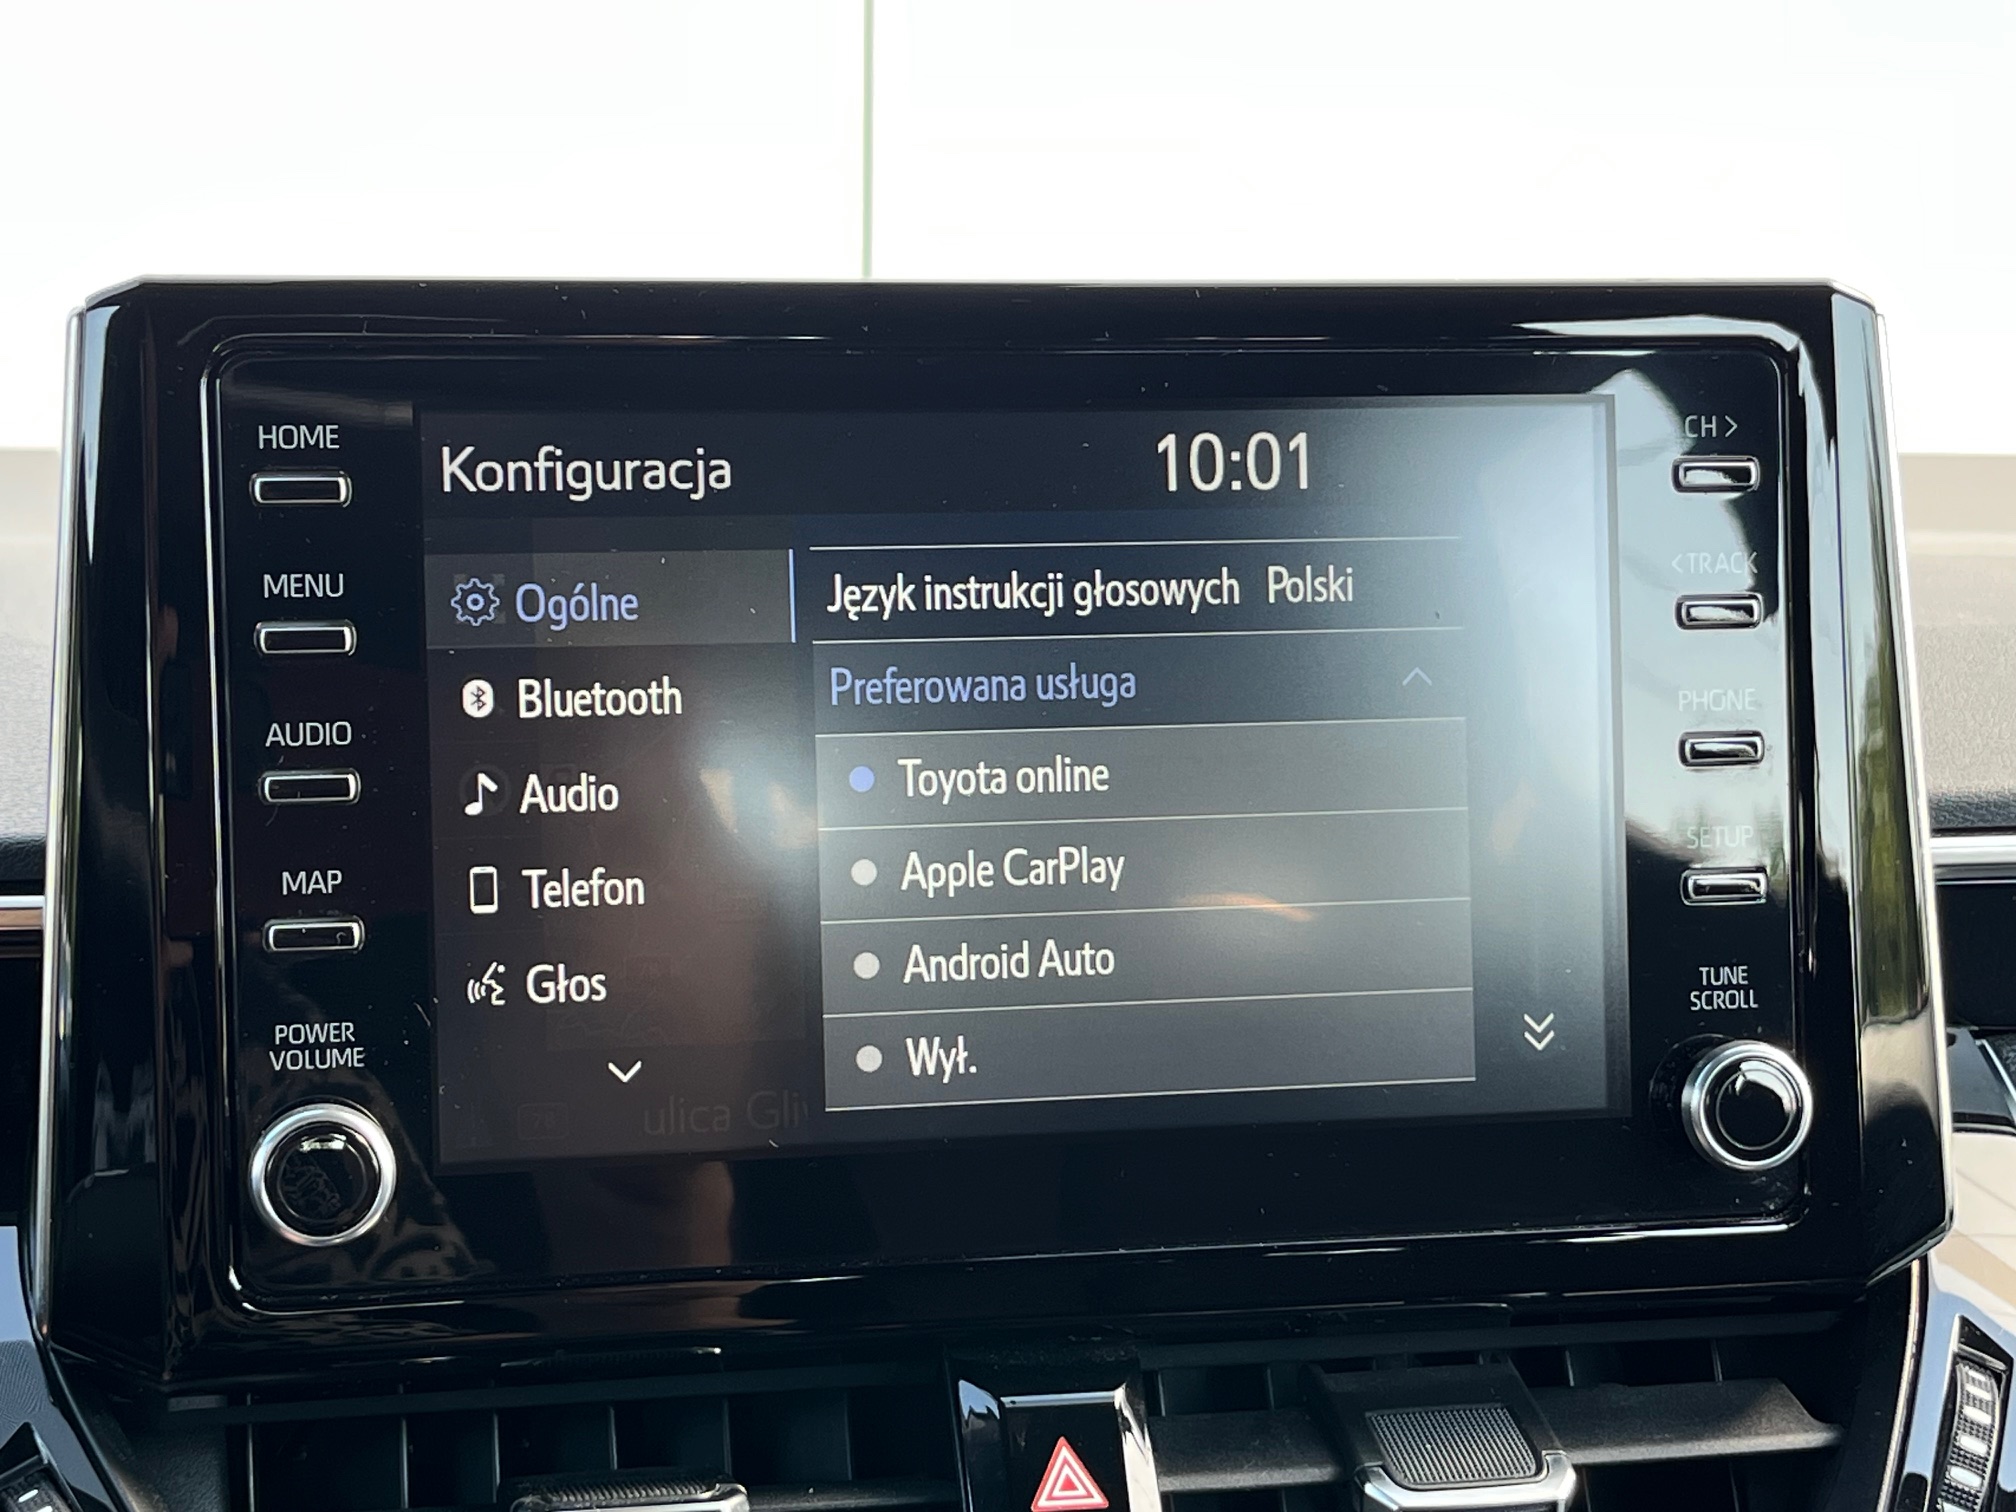 HOME
MENU
AUDIO
MAP
POWER
VOLUME
Konfiguracja 10:01
Ogólne
Bluetooth
Audio
Telefon
Głos
Język instrukcji głosowych Polski
Preferowana usługa
Toyota online
Apple CarPlay
Android Auto
Wył.
ulica
CH >
< TRACK
PHONE
SETUP
TUNE
SCROLL